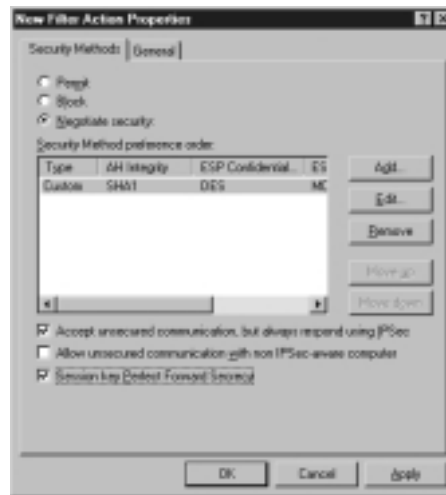 New Filter Action Properties
Security Methods General
Permit
Block
Negotiate security:
Security Method preference order:
Type AH Integrity ESP Confidential... ES
Custom SHA1 DES MD
Add...
Edit...
Remove
Move up
Move down
Accept unsecured communication, but always respond using IPSec
Allow unsecured communication with non IPSec-aware computer
Session key Perfect Forward Secrecy
OK Cancel Apply